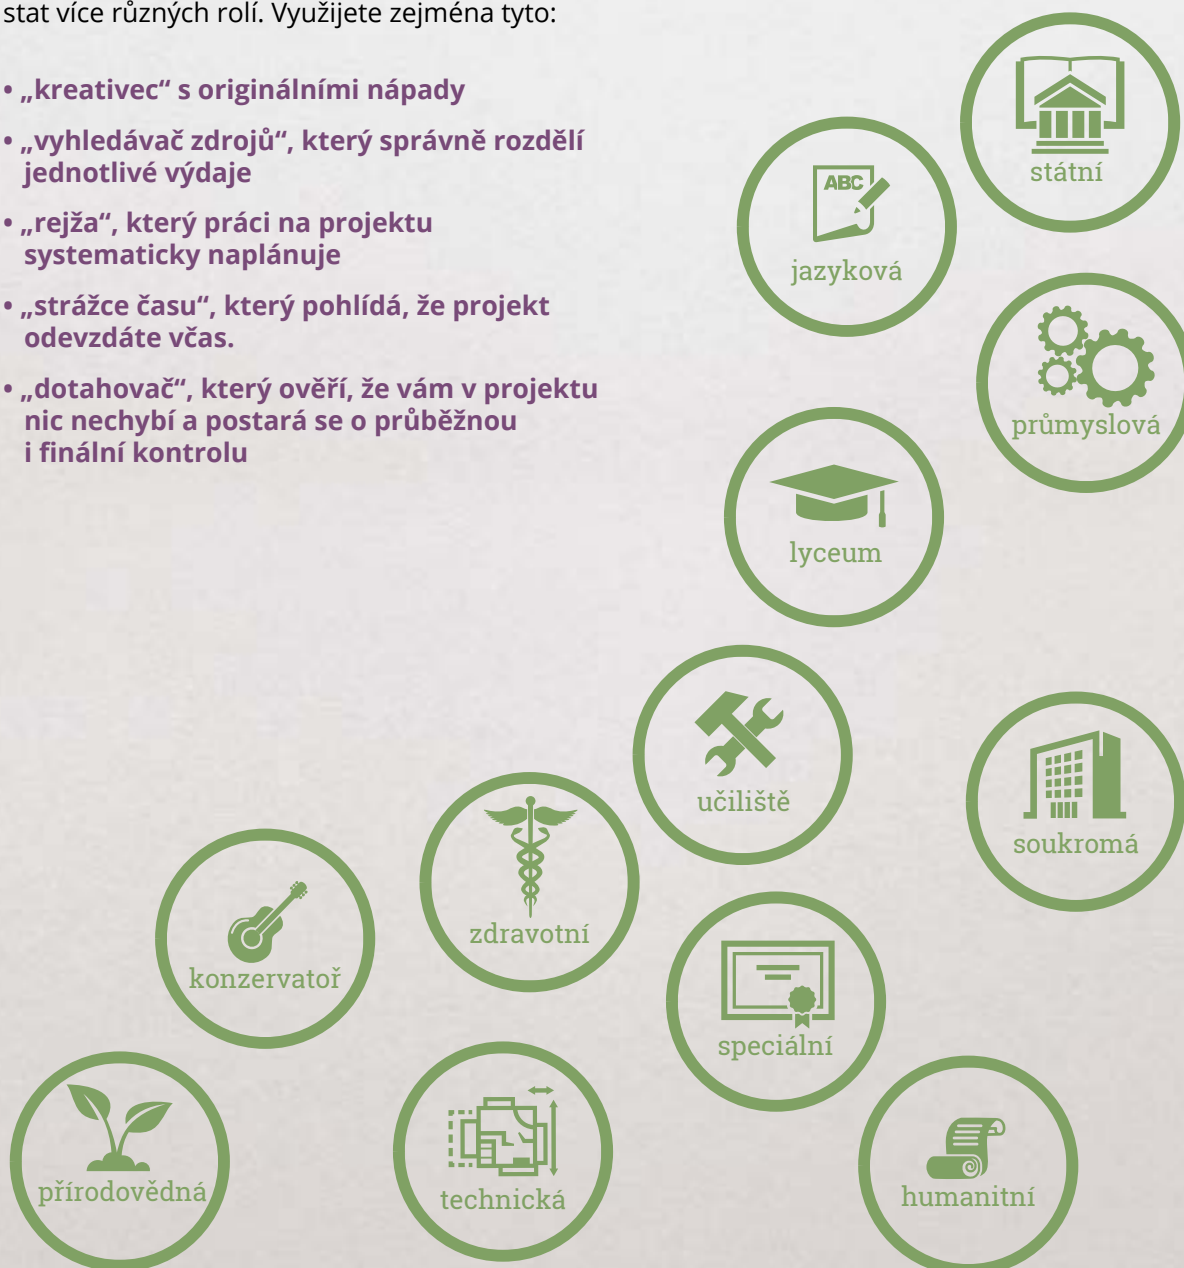 stat více různých rolí. Využijete zejména tyto:
• „kreativec“ s originálními nápady
• „vyhledávač zdrojů“, který správně rozdělí
jednotlivé výdaje
• „rejža“, který práci na projektu
systematicky naplánuje
• „strážce času“, který pohlídá, že projekt
odevzdáte včas.
• „dotahovač“, který ověří, že vám v projektu
nic nechybí a postará se o průběžnou
i finální kontrolu
státní
ABC
jazyková
průmyslová
lyceum
učiliště
soukromá
zdravotní
konzervatoř
speciální
přírodovědná
technická
humanitní